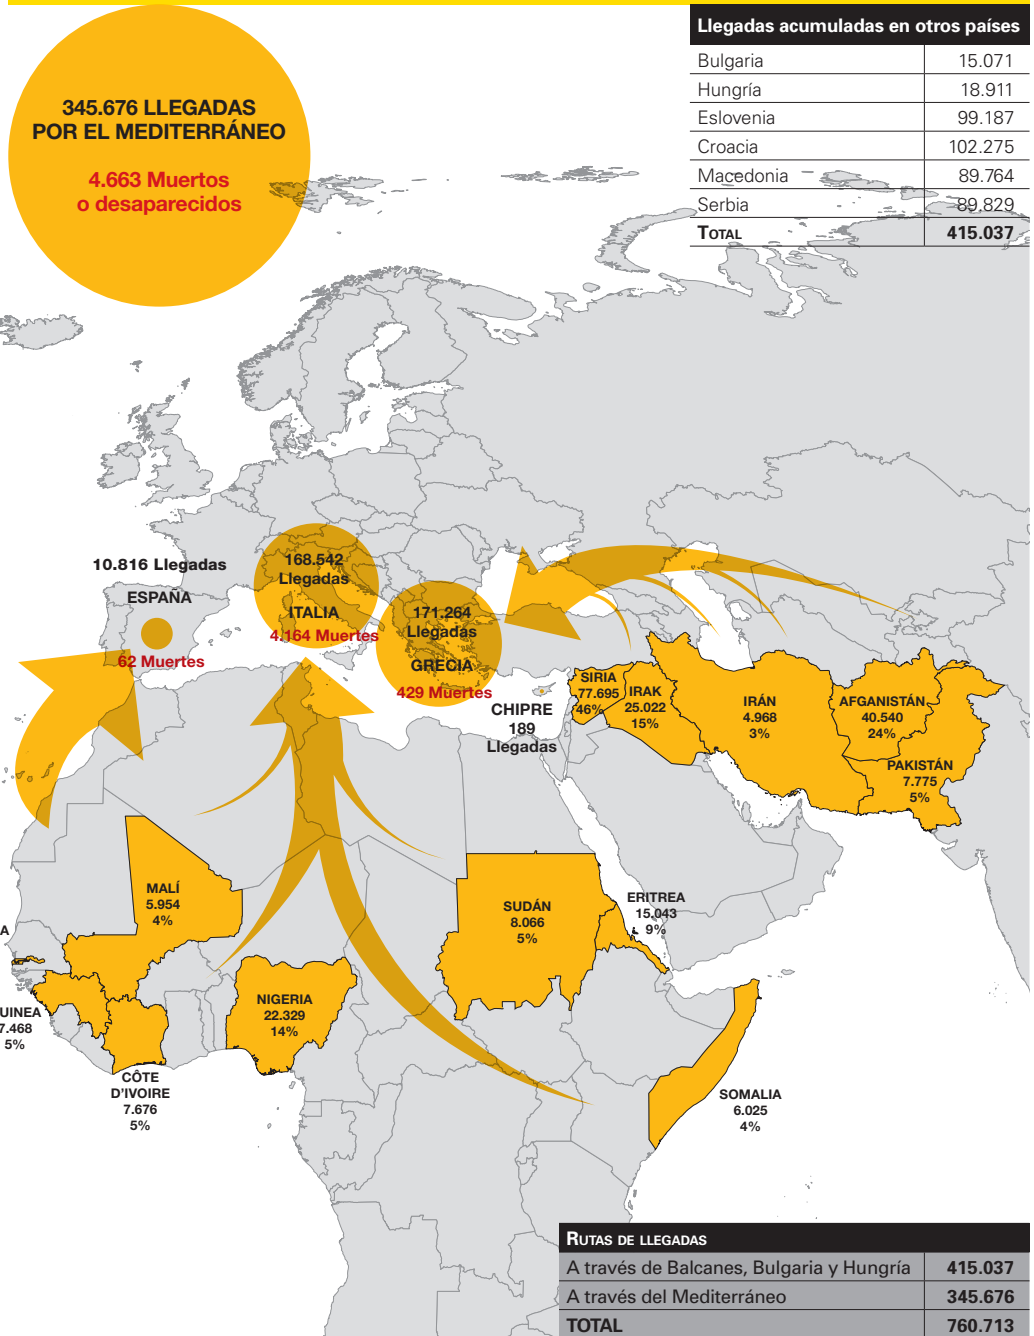 345.676 LLEGADAS
POR EL MEDITERRÁNEO
4.663 Muertos
o desaparecidos
Llegadas acumuladas en otros países
Bulgaria 15.071
Hungría 18.911
Eslovenia 99.187
Croacia 102.275
Macedonia 89.764
Serbia 89.829
TOTAL 415.037
10.816 Llegadas
ESPAÑA
62 Muertes
168.542
Llegadas
ITALIA
4.164 Muertes
171.264
Llegadas
GRECIA
429 Muertes
CHIPRE
189
Llegadas
SIRIA
77.695
46%
IRAK
25.022
15%
IRÁN
4.968
3%
AFGANISTÁN
40.540
24%
PAKISTÁN
7.775
5%
MALÍ
5.954
4%
SUDÁN
8.066
5%
ERITREA
15.043
9%
A
UINEA
7.468
5%
NIGERIA
22.329
14%
CÔTE
D'IVOIRE
7.676
5%
SOMALIA
6.025
4%
RUTAS DE LLEGADAS
A través de Balcanes, Bulgaria y Hungría 415.037
A través del Mediterráneo 345.676
TOTAL 760.713